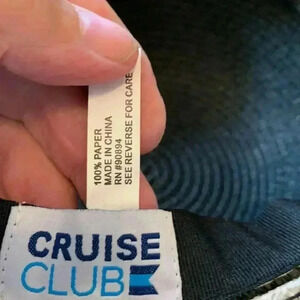 100% PAPER
MADE IN CHINA
RN #90894
SEE REVERSE FOR CARE
CRUISE
CLUB